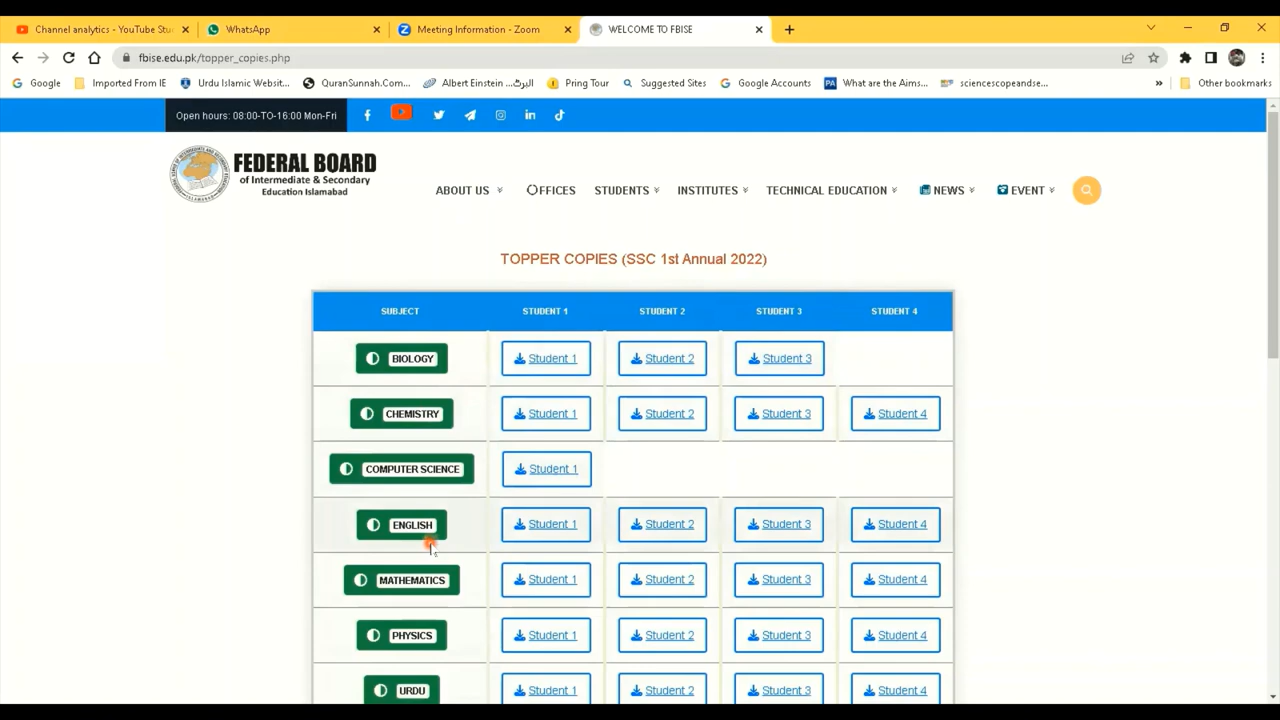 Channel analytics - YouTube Stu
WhatsApp
Meeting Information - Zoom
WELCOME TO FBISE
fbise.edu.pk/topper_copies.php
Google
Imported From IE
Urdu Islamic Web...
QuranSunnah.Com...
Albert Einstein ...البرٹ
Pring Tour
Suggested Sites
Google Accounts
What are the Aims...
sciencescopeandse...
»
Other bookmarks
Open hours: 08:00-TO-16:00 Mon-Fri
FEDERAL BOARD
of Intermediate & Secondary
Education Islamabad
ABOUT US
OFFICES
STUDENTS
INSTITUTES
TECHNICAL EDUCATION
NEWS
EVENT
TOPPER COPIES (SSC 1st Annual 2022)
SUBJECT STUDENT 1 STUDENT 2 STUDENT 3 STUDENT 4
BIOLOGY Student 1 Student 2 Student 3
CHEMISTRY Student 1 Student 2 Student 3 Student 4
COMPUTER SCIENCE Student 1
ENGLISH Student 1 Student 2 Student 3 Student 4
MATHEMATICS Student 1 Student 2 Student 3 Student 4
PHYSICS Student 1 Student 2 Student 3 Student 4
URDU Student 1 Student 2 Student 3 Student 4